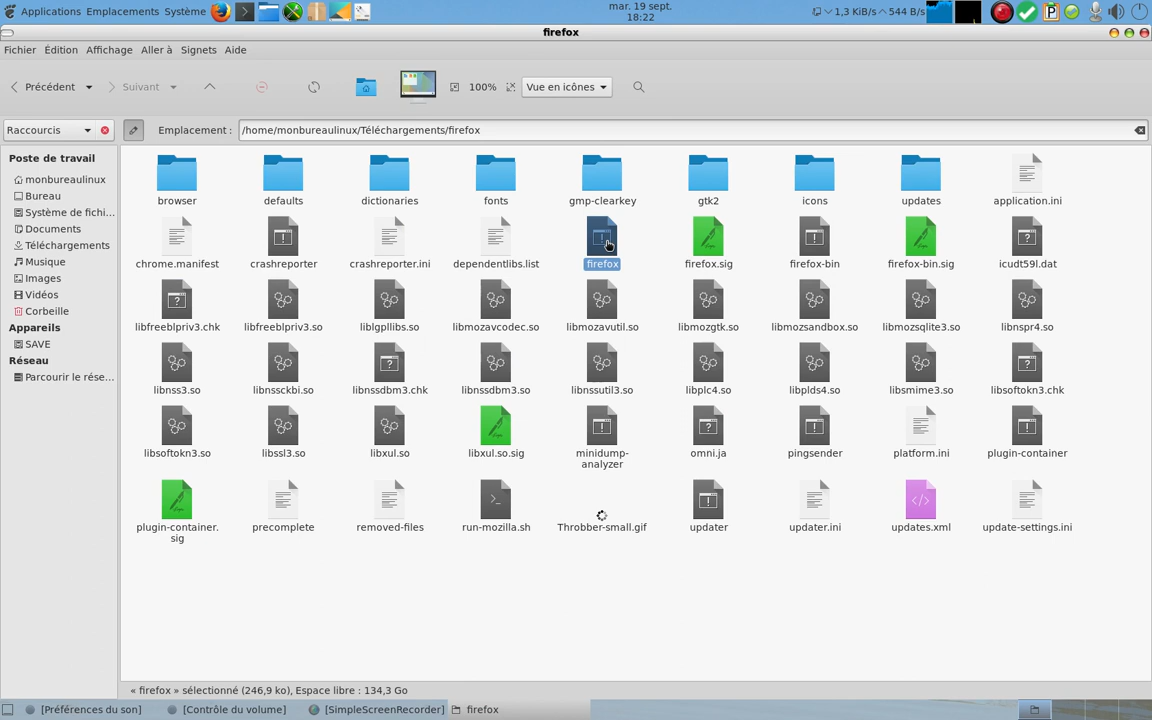 Applications Emplacements Système
mar. 19 sept.
18:22
1,3 KiB/s 544 B/s
firefox
Fichier Édition Affichage Aller à Signets Aide
Précédent Suivant 100% Vue en icônes
Raccourcis Emplacement : /home/monbureaulinux/Téléchargements/firefox
Poste de travail
monbureaulinux
Bureau
Système de fichi...
Documents
Téléchargements
Musique
Images
Vidéos
Corbeille
Appareils
SAVE
Réseau
Parcourir le rése...
browser defaults dictionaries fonts gmp-clearkey gtk2 icons updates application.ini
chrome.manifest crashreporter crashreporter.ini dependentlibs.list firefox firefox.sig firefox-bin firefox-bin.sig icudt59l.dat
libfreeblpriv3.chk libfreeblpriv3.so liblgpllibs.so libmozavcodec.so libmozavutil.so libmozgtk.so libmozsandbox.so libmozsqlite3.so libnspr4.so
libnss3.so libnssckbi.so libnssdbm3.chk libnssdbm3.so libnssutil3.so libplc4.so libplds4.so libsmime3.so libsoftokn3.chk
libsoftokn3.so libssl3.so libxul.so libxul.so.sig minidump-analyzer omni.ja pingsender platform.ini plugin-container
plugin-container.sig precomplete removed-files run-mozilla.sh Throbber-small.gif updater updater.ini updates.xml update-settings.ini
« firefox » sélectionné (246,9 ko), Espace libre : 134,3 Go
[Préférences du son] [Contrôle du volume] [SimpleScreenRecorder] firefox